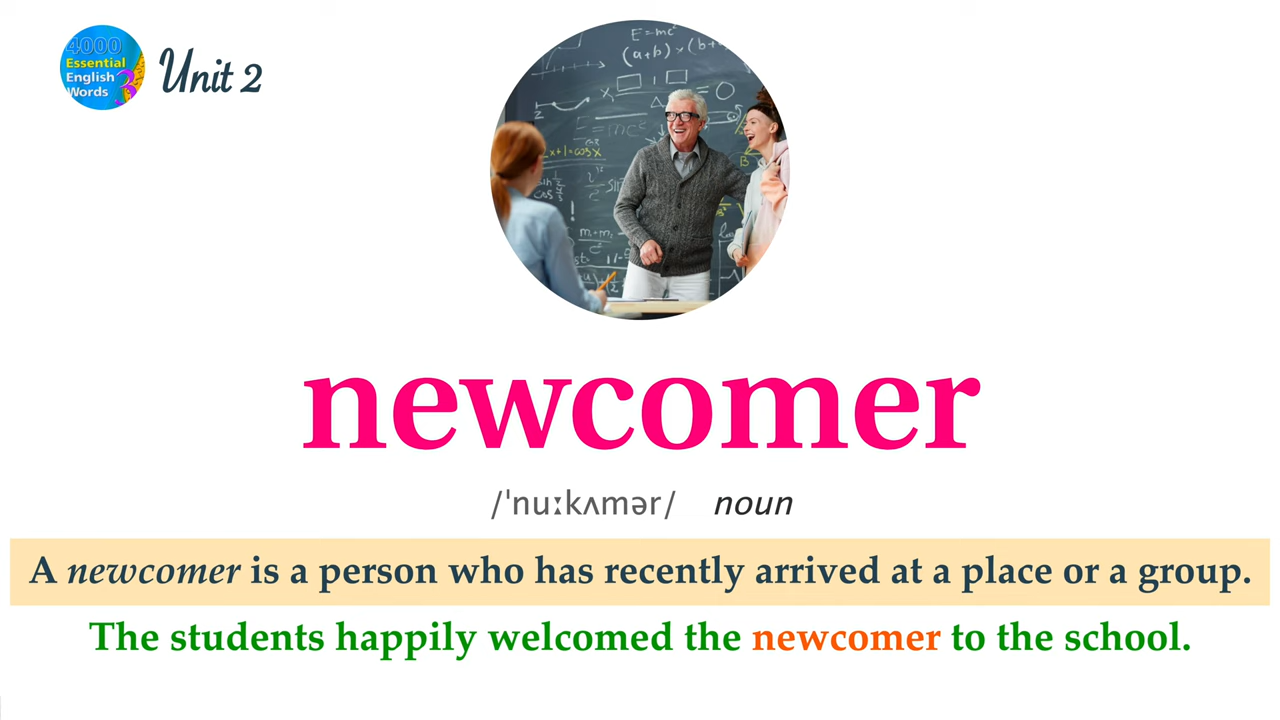 4000
Essential
English
Words
3
Unit 2
E=mc²
newcomer
/ˈnuːkʌmər/ noun
A newcomer is a person who has recently arrived at a place or a group.
The students happily welcomed the newcomer to the school.